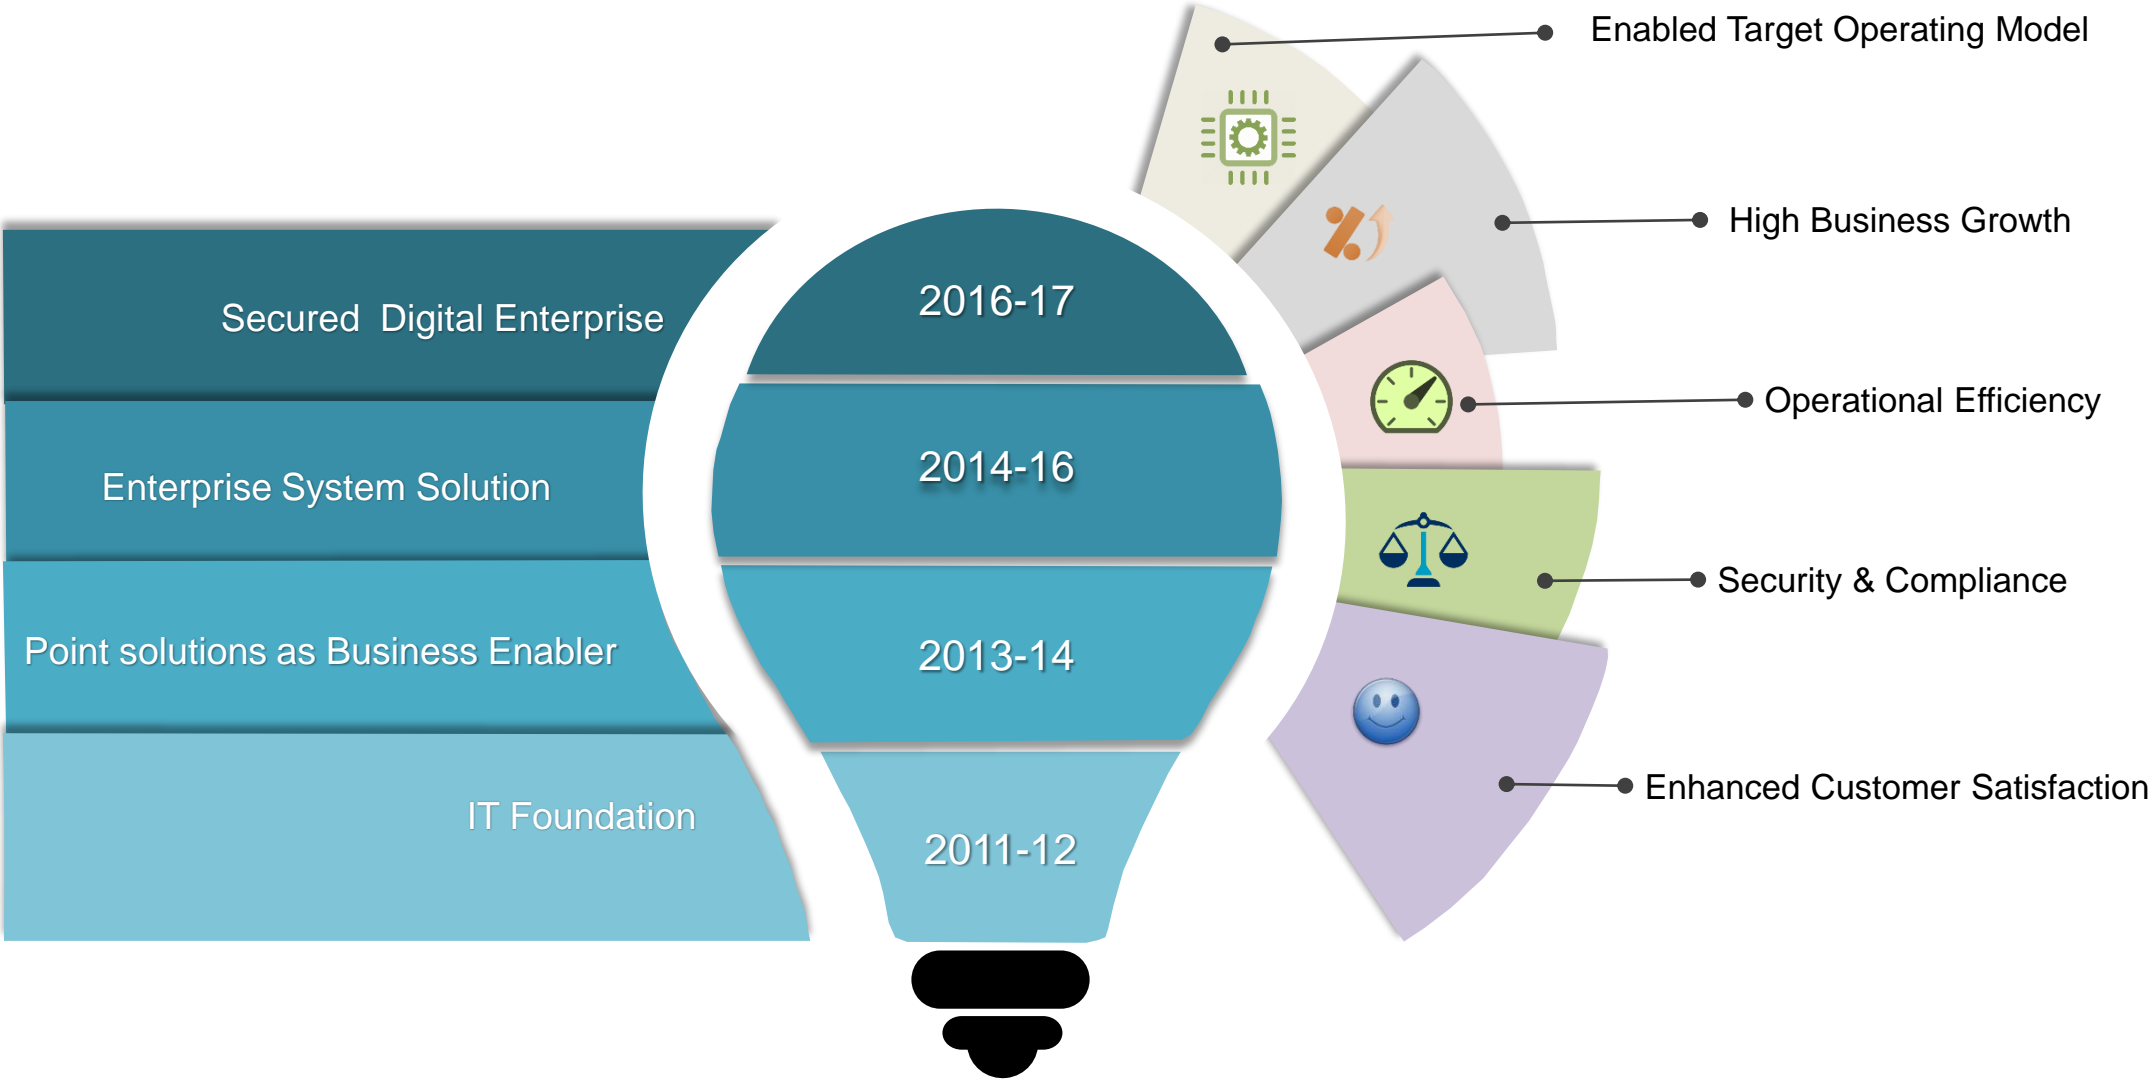 Enabled Target Operating Model
High Business Growth
Operational Efficiency
Security & Compliance
Enhanced Customer Satisfaction
Secured  Digital Enterprise
2016-17
Enterprise System Solution
2014-16
Point solutions as Business Enabler
2013-14
IT Foundation
2011-12